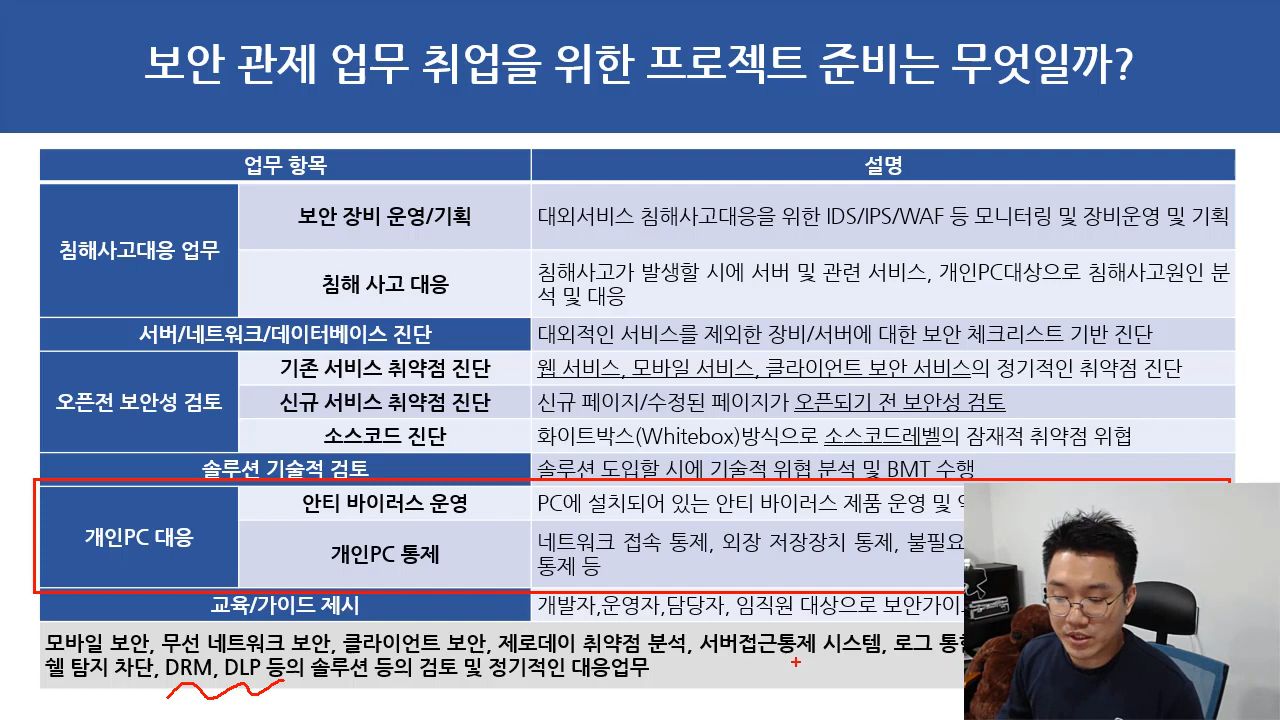 보안 관제 업무 취업을 위한 프로젝트 준비는 무엇일까?
업무 항목
설명
침해사고대응 업무
보안 장비 운영/기획
대외서비스 침해사고대응을 위한 IDS/IPS/WAF 등 모니터링 및 장비운영 및 기획
침해 사고 대응
침해사고가 발생할 시에 서버 및 관련 서비스, 개인PC대상으로 침해사고원인 분
석 및 대응
서버/네트워크/데이터베이스 진단
대외적인 서비스를 제외한 장비/서버에 대한 보안 체크리스트 기반 진단
오픈전 보안성 검토
기존 서비스 취약점 진단
웹 서비스, 모바일 서비스, 클라이언트 보안 서비스의 정기적인 취약점 진단
신규 서비스 취약점 진단
신규 페이지/수정된 페이지가 오픈되기 전 보안성 검토
소스코드 진단
화이트박스(Whitebox)방식으로 소스코드레벨의 잠재적 취약점 위협
솔루션 기술적 검토
솔루션 도입할 시에 기술적 위협 분석 및 BMT 수행
개인PC 대응
안티 바이러스 운영
PC에 설치되어 있는 안티 바이러스 제품 운영 및
개인PC 통제
네트워크 접속 통제, 외장 저장장치 통제, 불필요
통제 등
교육/가이드 제시
개발자,운영자,담당자, 임직원 대상으로 보안가이
모바일 보안, 무선 네트워크 보안, 클라이언트 보안, 제로데이 취약점 분석, 서버접근통제 시스템, 로그 통
쉘 탐지 차단, DRM, DLP 등의 솔루션 등의 검토 및 정기적인 대응업무